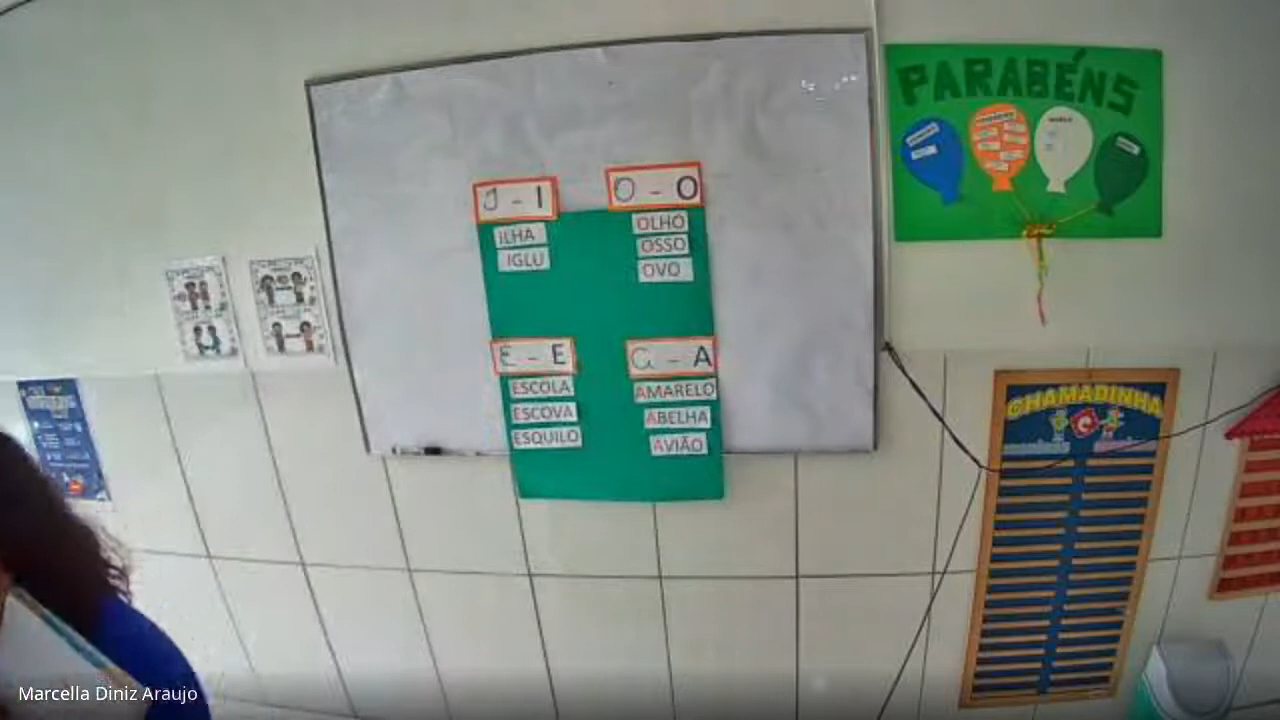 PARABÉNS
I - I
ILHA
IGLU
O - O
OLHO
OSSO
OVO
E - E
ESCOLA
ESCOVA
ESQUILO
A - A
AMARELO
ABELHA
AVIÃO
CHAMADINHA
Marcella Diniz Araujo